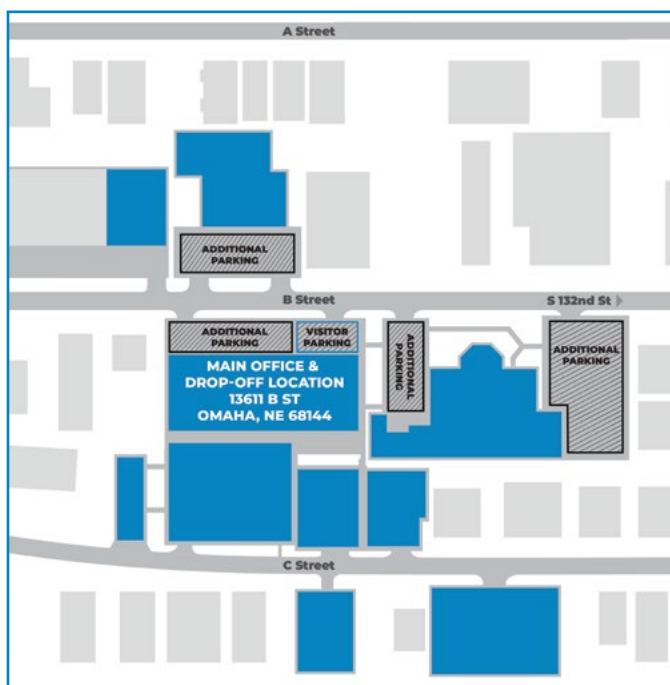 A Street
ADDITIONAL
PARKING
B Street
S 132nd St
ADDITIONAL
PARKING
VISITOR
PARKING
ADDITIONAL
PARKING
ADDITIONAL
PARKING
MAIN OFFICE &
DROP-OFF LOCATION
13611 B ST
OMAHA, NE 68144
C Street